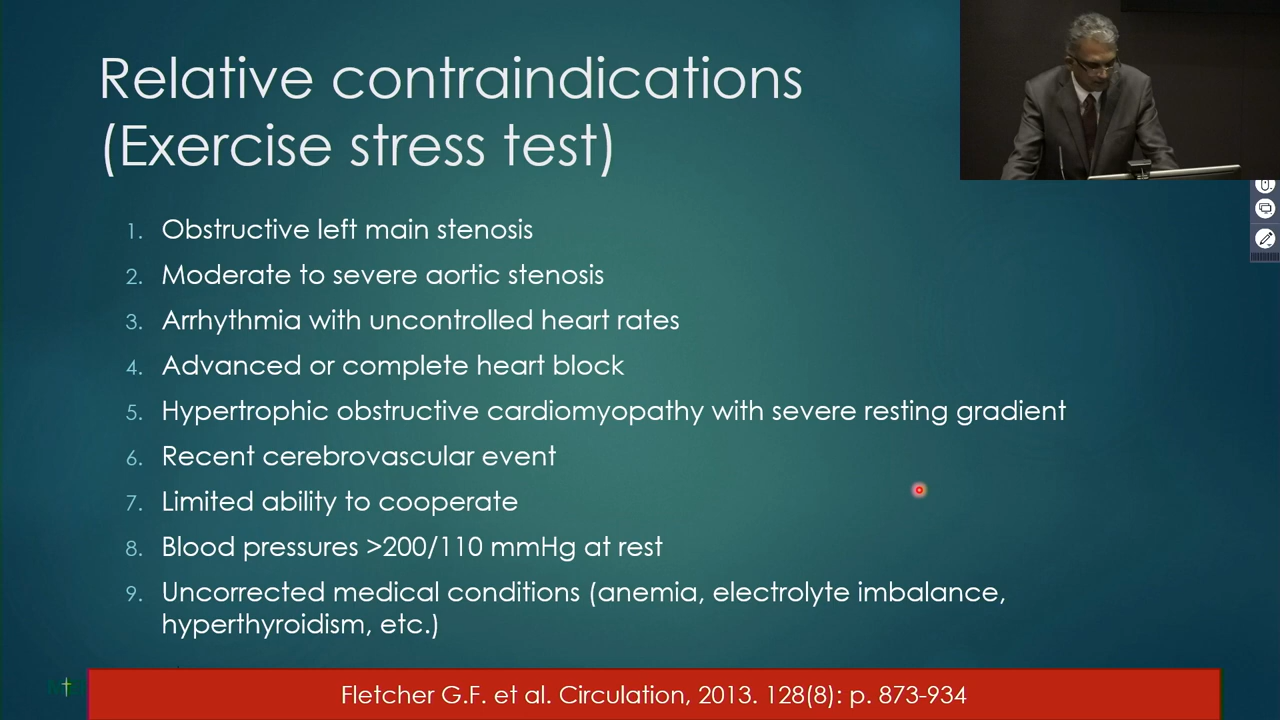 Relative contraindications
(Exercise stress test)
1. Obstructive left main stenosis
2. Moderate to severe aortic stenosis
3. Arrhythmia with uncontrolled heart rates
4. Advanced or complete heart block
5. Hypertrophic obstructive cardiomyopathy with severe resting gradient
6. Recent cerebrovascular event
7. Limited ability to cooperate
8. Blood pressures >200/110 mmHg at rest
9. Uncorrected medical conditions (anemia, electrolyte imbalance,
hyperthyroidism, etc.)
Fletcher G.F. et al. Circulation, 2013. 128(8): p. 873-934